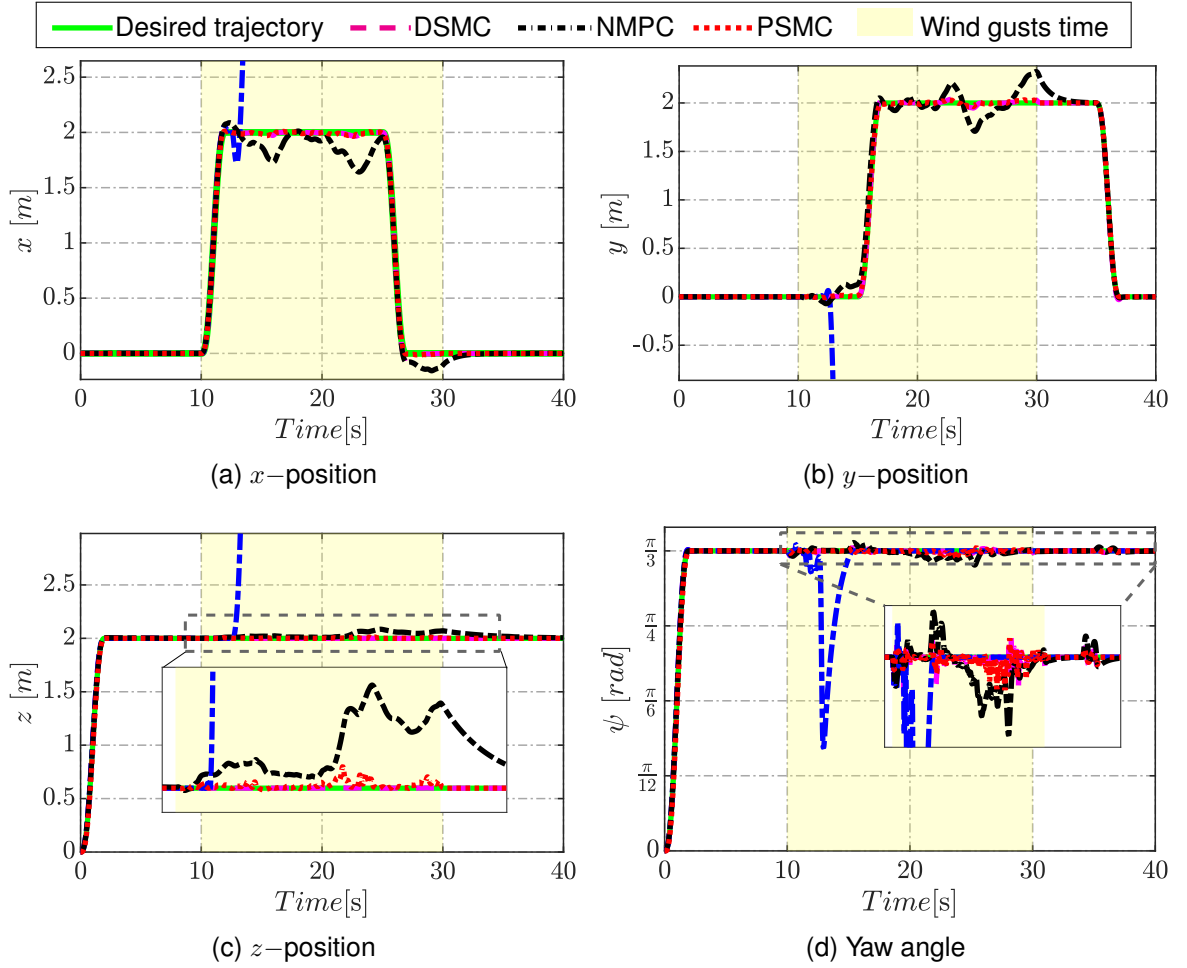 Desired trajectory DSMC NMPC PSMC Wind gusts time
2.5
2
1.5
1
0.5
0
x [m]
0 10 20 30 40
Time[s]
(a) x−position
2
1.5
1
0.5
0
-0.5
y [m]
0 10 20 30 40
Time[s]
(b) y−position
2.5
2
1.5
1
0.5
0
z [m]
0 10 20 30 40
Time[s]
(c) z−position
π/3
π/4
π/6
π/12
0
ψ [rad]
0 10 20 30 40
Time[s]
(d) Yaw angle